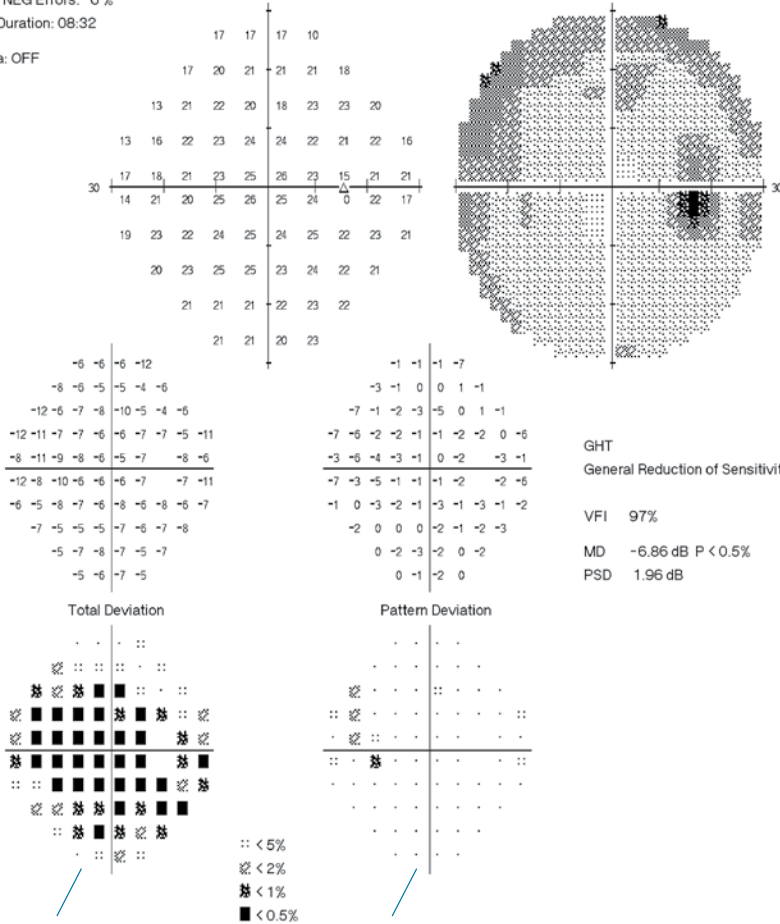 NEG Errors: 0 %
Duration: 08:32
a: OFF
17 17 17 10
17 20 21 21 21 18
13 21 22 20 18 23 23 20
13 16 22 23 24 24 22 21 22 16
17 18 21 23 25 26 23 15 21 21
30
30
14 21 20 25 26 25 24 0 22 17
19 23 22 24 25 24 25 22 23 21
20 23 25 25 23 24 22 21
21 21 21 22 23 22
21 21 20 23
-6 -6 -6 -12
-8 -6 -5 -5 -4 -6
-12 -6 -7 -8 -10 -5 -4 -6
-12 -11 -7 -7 -6 -6 -7 -7 -5 -11
-8 -11 -9 -8 -6 -5 -7 -8 -6
-12 -8 -10 -6 -6 -6 -7 -7 -11
-6 -5 -8 -7 -6 -8 -6 -8 -6 -8
-7 -5 -5 -5 -7 -6 -7 -8
-5 -7 -8 -7 -5 -7
-5 -6 -7 -5
Total Deviation
-1 -1 -1 -7
-3 -1 0 0 1 -1
-7 -1 -2 -3 -5 0 1 -1
-7 -6 -2 -2 -1 -1 -2 -2 0 -6
-3 -6 -4 -3 -1 0 -2 -3 -1
-7 -3 -5 -1 -1 -1 -2 -2 -6
-1 0 -3 -2 -1 -3 -1 -3 -1 -2
-2 0 0 0 -2 -1 -2 -3
0 -2 -3 -2 0 -2
0 -1 -2 0
Pattern Deviation
GHT
General Reduction of
VFI 97%
MD -6.86 dB P < 0.5%
PSD 1.96 dB
< 5%
< 2%
< 1%
< 0.5%